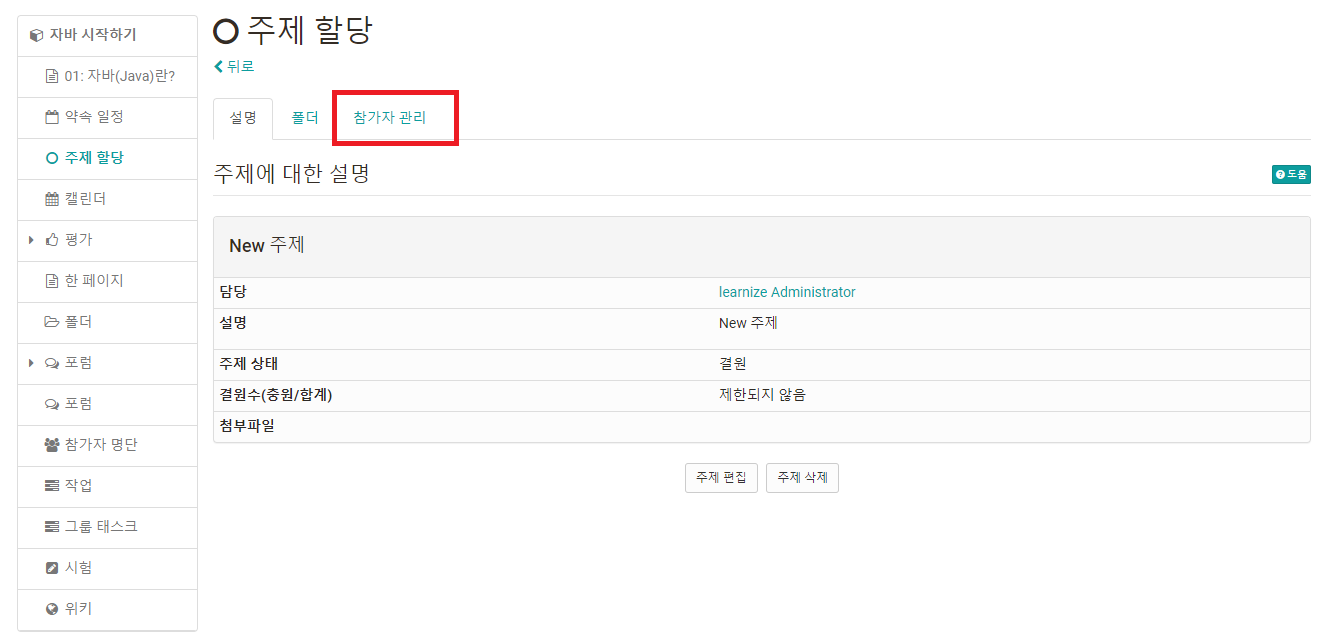 자바 시작하기
01: 자바(Java)란?
약속 일정
주제 할당
캘린더
평가
한 페이지
폴더
포럼
포럼
참가자 명단
작업
그룹 태스크
시험
위키
주제 할당
뒤로
설명 폴더 참가자 관리
주제에 대한 설명 도움
New 주제
담당 learnize Administrator
설명 New 주제
주제 상태 결원
결원수(충원/합계) 제한되지 않음
첨부파일
주제 편집 주제 삭제